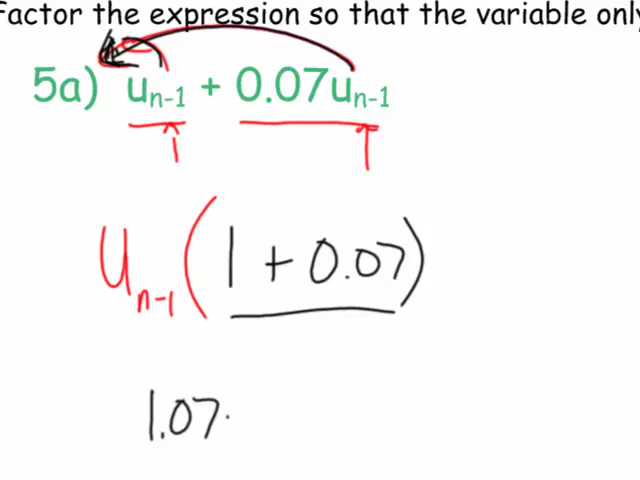 Factor the expression so that the variable only
5a) uₙ₋₁ + 0.07uₙ₋₁
uₙ₋₁(1 + 0.07)
1.07.